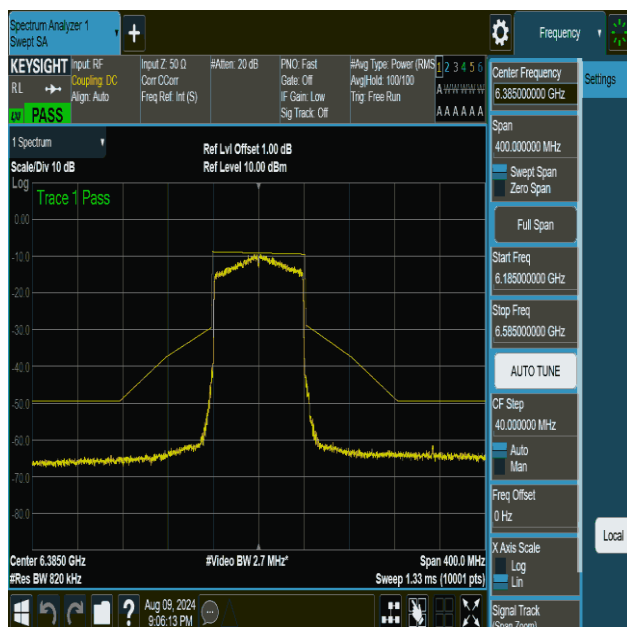 Spectrum Analyzer 1
Swept SA
Frequency
KEYSIGHT
RL
PASS
Input: RF
Coupling: DC
Align: Auto
Input Z: 50 Ω
Corr CCorr
Freq Ref: Int (S)
#Atten: 20 dB
PNO: Fast
Gate: Off
IF Gain: Low
Sig Track: Off
#Avg Type: Power (RMS
Avg|Hold: 100/100
Trig: Free Run
1 2 3 4 5 6
A W W W W W
A A A A A A
1 Spectrum
Scale/Div 10 dB
Ref Lvl Offset 1.00 dB
Ref Level 10.00 dBm
Log
Trace 1 Pass
0.00
-10.0
-20.0
-30.0
-40.0
-50.0
-60.0
-70.0
-80.0
Center 6.3850 GHz
#Res BW 820 kHz
#Video BW 2.7 MHz*
Span 400.0 MHz
Sweep 1.33 ms (10001 pts)
Aug 09, 2024
9:06:13 PM
Center Frequency
6.385000000 GHz
Settings
Span
400.000000 MHz
Swept Span
Zero Span
Full Span
Start Freq
6.185000000 GHz
Stop Freq
6.585000000 GHz
AUTO TUNE
CF Step
40.000000 MHz
Auto
Man
Freq Offset
0 Hz
X Axis Scale
Log
Lin
Local
Signal Track
(Span Zoom)